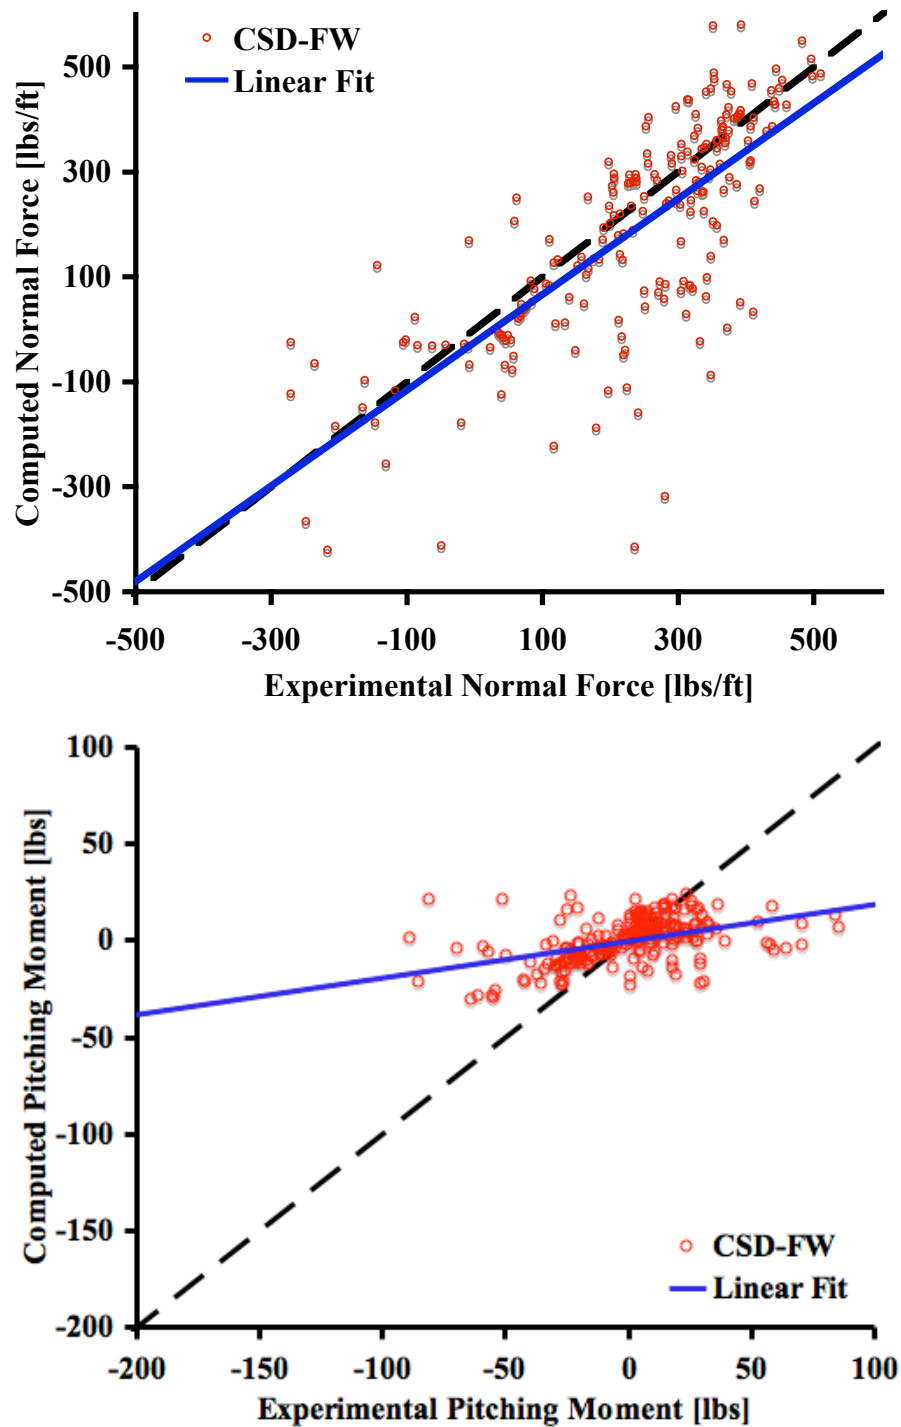 CSD-FW
Linear Fit
Computed Normal Force [lbs/ft]
500
300
100
-100
-300
-500
-500 -300 -100 100 300 500
Experimental Normal Force [lbs/ft]
Computed Pitching Moment [lbs]
100
50
0
-50
-100
-150
-200
CSD-FW
Linear Fit
-200 -150 -100 -50 0 50 100
Experimental Pitching Moment [lbs]